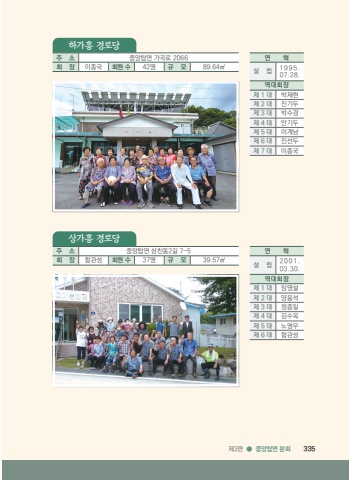 하가흥 경로당
주 소 중앙탑면 가곡로 2066
회 장 이종국 회원 수 42명 규 모 89.64㎡
연 혁
설 립 1995.
07.28.
역대회장
제 1 대 박재현
제 2 대 진기두
제 3 대 박수경
제 4 대 안기두
제 5 대 이계남
제 6 대 진선두
제 7 대 이종국
상가흥 경로당
주 소 중앙탑면 삼천동2길 7-5
회 장 함관성 회원 수 37명 규 모 39.57㎡
연 혁
설 립 2001.
03.30.
역대회장
제 1 대 임영설
제 2 대 양용석
제 3 대 정종일
제 4 대 김수옥
제 5 대 노영우
제 6 대 함관성
제3편 ● 중앙탑면 문화 335